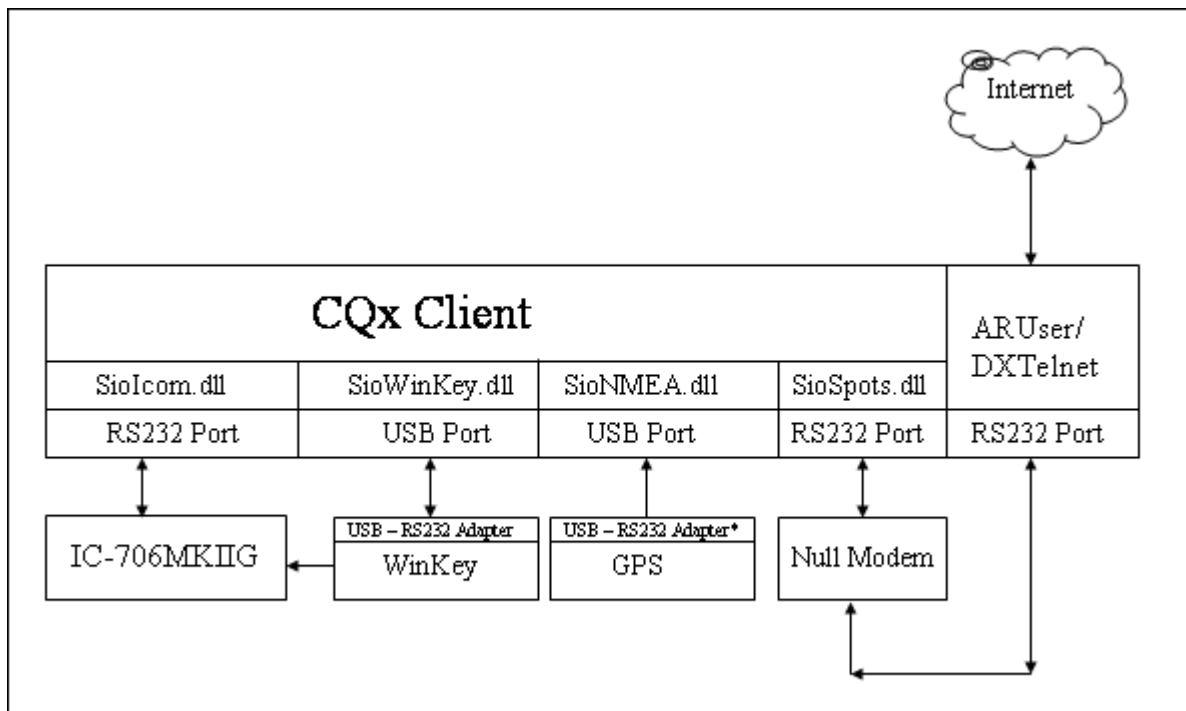 Internet
CQx Client
ARUser/
DXTelnet
SioIcom.dll
SioWinKey.dll
SioNMEA.dll
SioSpots.dll
RS232 Port
USB Port
USB Port
RS232 Port
RS232 Port
IC-706MKIIG
USB – RS232 Adapter
WinKey
USB – RS232 Adapter*
GPS
Null Modem